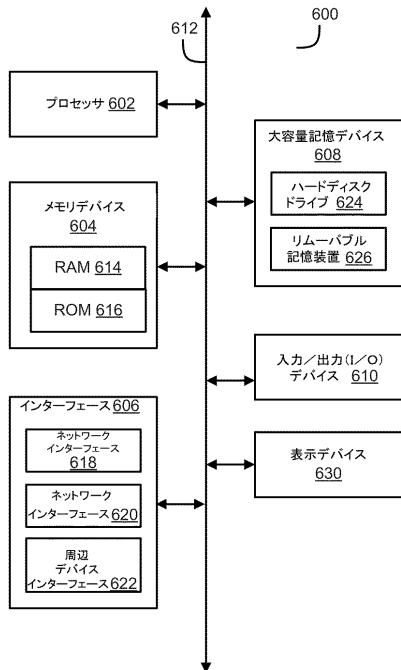 612
600
プロセッサ 602
メモリデバイス
604
RAM 614
ROM 616
インターフェース 606
ネットワーク
インターフェース
618
ネットワーク
インターフェース 620
周辺
デバイス
インターフェース 622
大容量記憶デバイス
608
ハードディスク
ドライブ 624
リムーバブル
記憶装置 626
入力/出力(I/O)
デバイス 610
表示デバイス
630